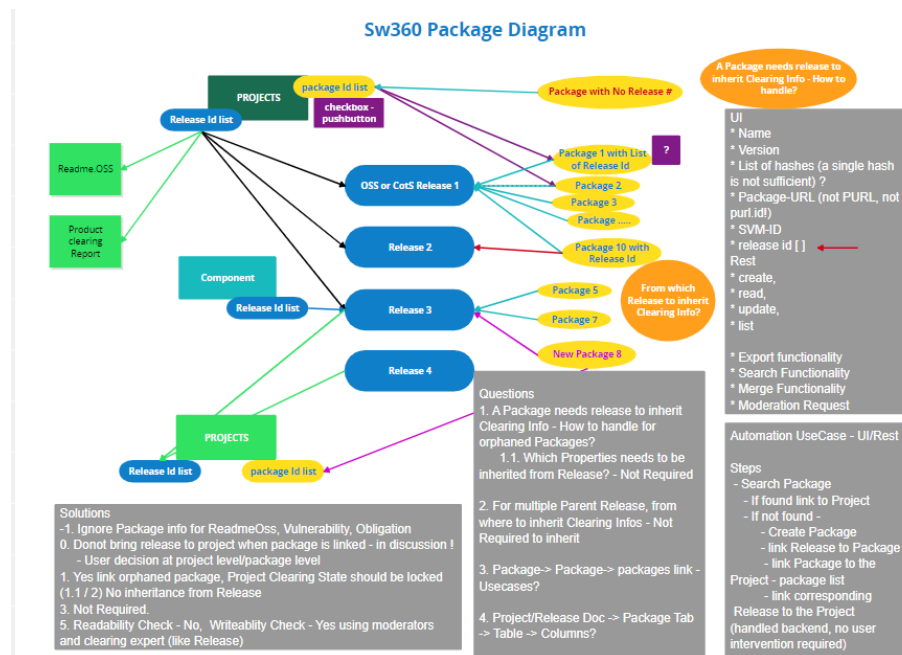 Sw360 Package Diagram
PROJECTS
package Id list
checkbox -
pushbutton
Release Id list
Package with No Release #
A Package needs release to
inherit Clearing Info - How to
handle?
Readme.OSS
Product
clearing
Report
OSS or CotS Release 1
Package 1 with List
of Release Id
?
Package 2
Package 3
Package .....
Release 2
Package 10 with
Release Id
Component
Release Id list
Release 3
Package 5
Package 7
From which
Release to inherit
Clearing Info?
New Package 8
Release 4
PROJECTS
Release Id list
package Id list
UI
* Name
* Version
* List of hashes (a single hash
is not sufficient) ?
* Package-URL (not PURL, not
purl.id!)
* SVM-ID
* release id [ ]
Rest
* create,
* read,
* update,
* list
* Export functionality
* Search Functionality
* Merge Functionality
* Moderation Request
Questions
1. A Package needs release to inherit
Clearing Info - How to handle for
orphaned Packages?
1.1. Which Properties needs to be
inherited from Release? - Not Required
2. For multiple Parent Release, from
where to inherit Clearing Infos - Not
Required to inherit
3. Package-> Package-> packages link -
Usecases?
4. Project/Release Doc -> Package Tab
-> Table -> Columns?
Automation UseCase - UI/Rest
Steps
- Search Package
- If found link to Project
- If not found -
- Create Package
- link Release to Package
- link Package to the
Project - package list
- link corresponding
Release to the Project
(handled backend, no user
intervention required)
Solutions
-1. Ignore Package info for ReadmeOss, Vulnerability, Obligation
0. Donot bring release to project when package is linked - in discussion !
- User decision at project level/package level
1. Yes link orphaned package, Project Clearing State should be locked
(1.1 / 2) No inheritance from Release
3. Not Required.
5. Readability Check - No, Writeablity Check - Yes using moderators
and clearing expert (like Release)